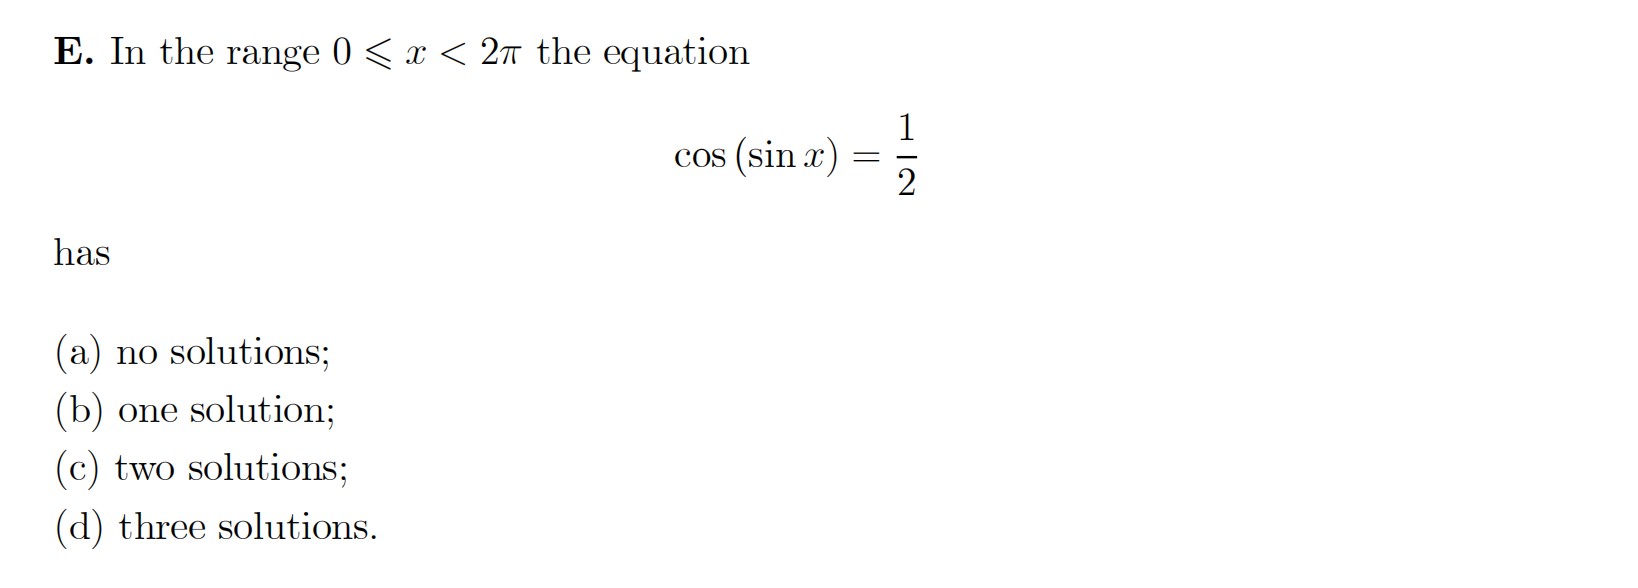 E. In the range 0 ⩽ x < 2π the equation
cos (sin x) = 1/2
has
(a) no solutions;
(b) one solution;
(c) two solutions;
(d) three solutions.